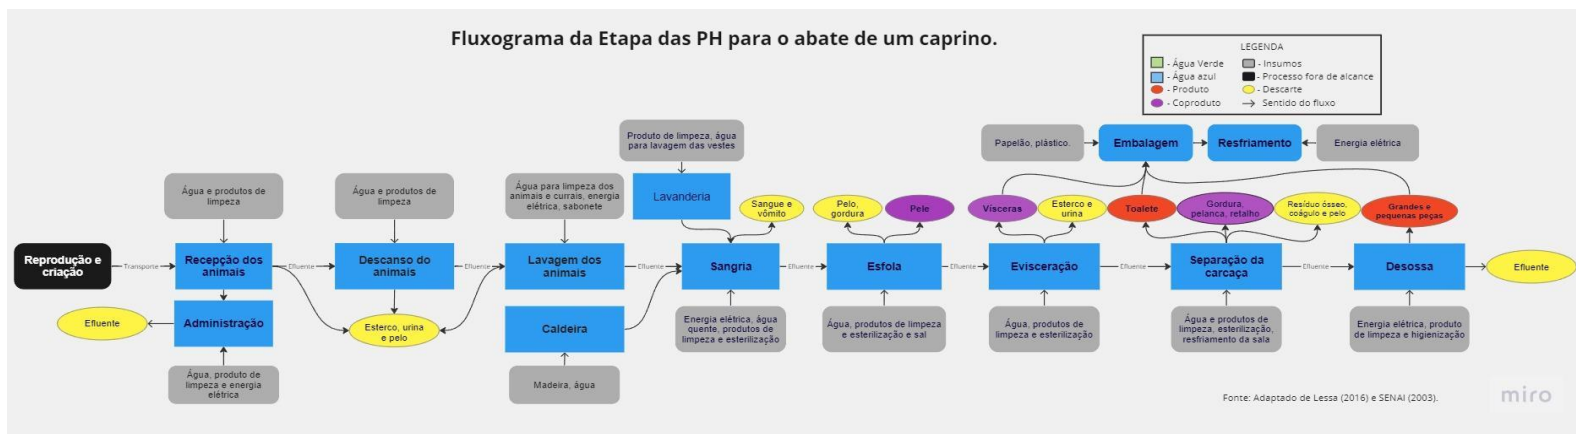 Fluxograma da Etapa das PH para o abate de um caprino.
LEGENDA
- Água Verde
- Insumos
- Água azul
- Processo fora de alcance
- Produto
- Descarte
- Coproduto
- Sentido do fluxo
Produto de limpeza, água
para lavagem das vestes
Papelão, plástico.
Embalagem
Resfriamento
Energia elétrica
Água e produtos de
limpeza
Água e produtos de
limpeza
Água para limpeza dos
animais e currais, energia
elétrica, sabonete
Lavanderia
Sangue e
vômito
Pelo,
gordura
Pele
Vísceras
Esterco e
urina
Toalete
Gordura,
pelanca, retalho
Resíduo ósseo,
coágulo e pelo
Grandes e
pequenas peças
Reprodução e
criação
Transporte
Recepção dos
animais
Efluente
Descanso do
animais
Efluente
Lavagem dos
animais
Efluente
Sangria
Efluente
Esfola
Efluente
Evisceração
Efluente
Separação da
carcaça
Efluente
Desossa
Efluente
Efluente
Administração
Esterco, urina
e pelo
Caldeira
Energia elétrica, água
quente, produtos de
limpeza e esterilização
Água, produtos de limpeza
e esterilização e sal
Água, produtos de
limpeza e esterilização
Água e produtos de
limpeza, esterilização,
resfriamento da sala
Energia elétrica, produto
de limpeza e higienização
Água, produto de
limpeza e energia
elétrica
Madeira, água
Fonte: Adaptado de Lessa (2016) e SENAI (2003).
miro